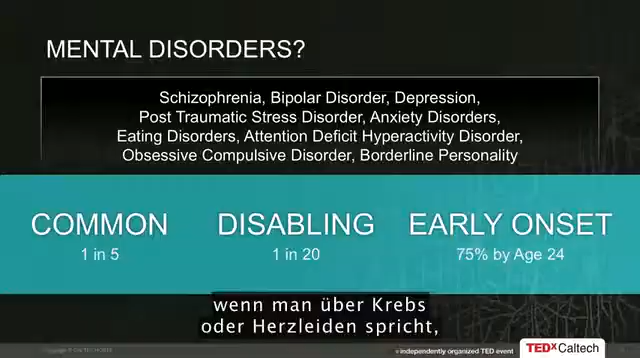 MENTAL DISORDERS?
Schizophrenia, Bipolar Disorder, Depression,
Post Traumatic Stress Disorder, Anxiety Disorders,
Eating Disorders, Attention Deficit Hyperactivity Disorder,
Obsessive Compulsive Disorder, Borderline Personality
COMMON DISABLING EARLY ONSET
1 in 5 1 in 20 75% by Age 24
wenn man über Krebs
oder Herzleiden spricht,
x independently organized TED event TEDxCaltech